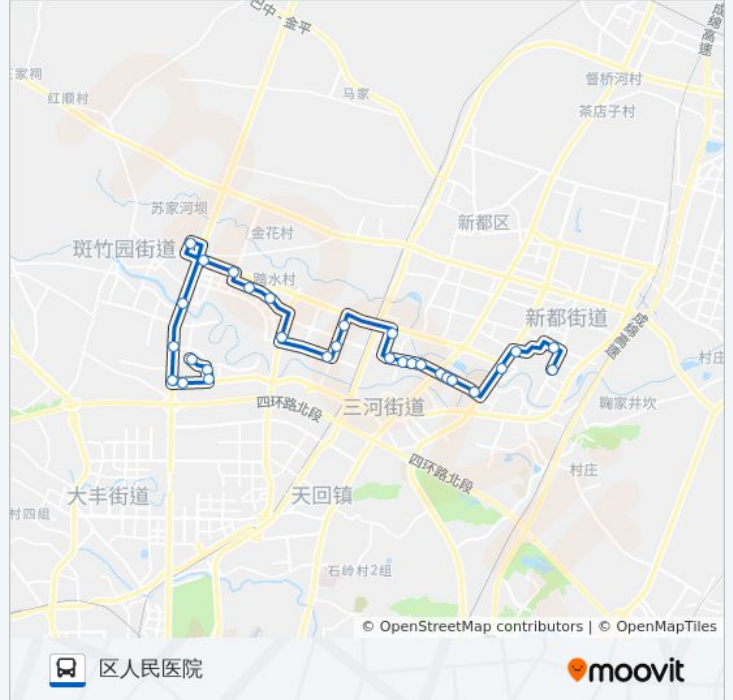 巴中 - 金平
成绵高速
家祠
红顺村
马家
督桥河村
茶店子村
苏家河坝
金花村
新都区
斑竹园街道
踏水村
新都街道
成绵高速
村庄
四环路北段
三河街道
鞠家井坎
四环路北段
村庄
大丰街道
天回镇
村四组
石岭村2组
© OpenStreetMap contributors | © OpenMapTiles
区人民医院
moovit